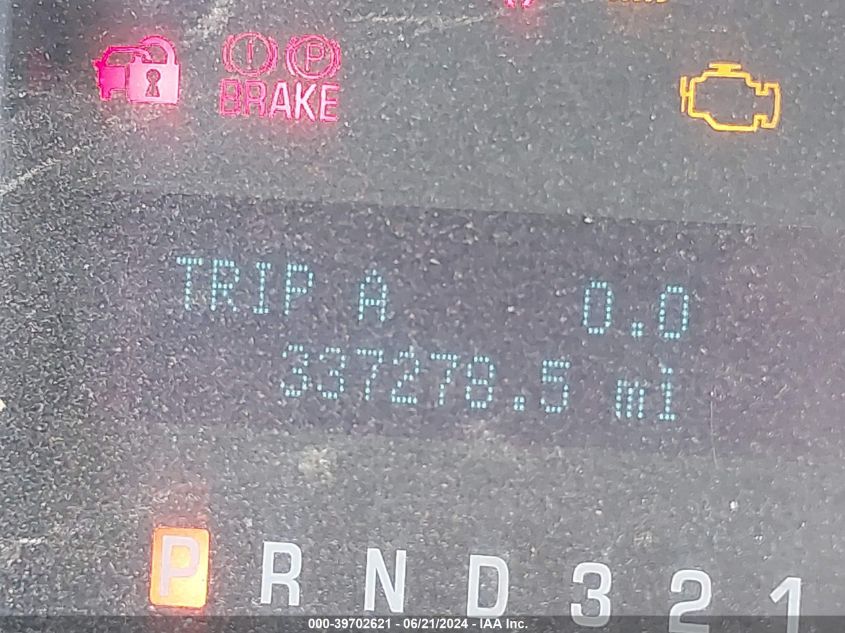 ! P
BRAKE
TRIP A 0.0
337278.5 mi
P R N D 3 2 1
000-39702621 - 06/21/2024 - IAA Inc.